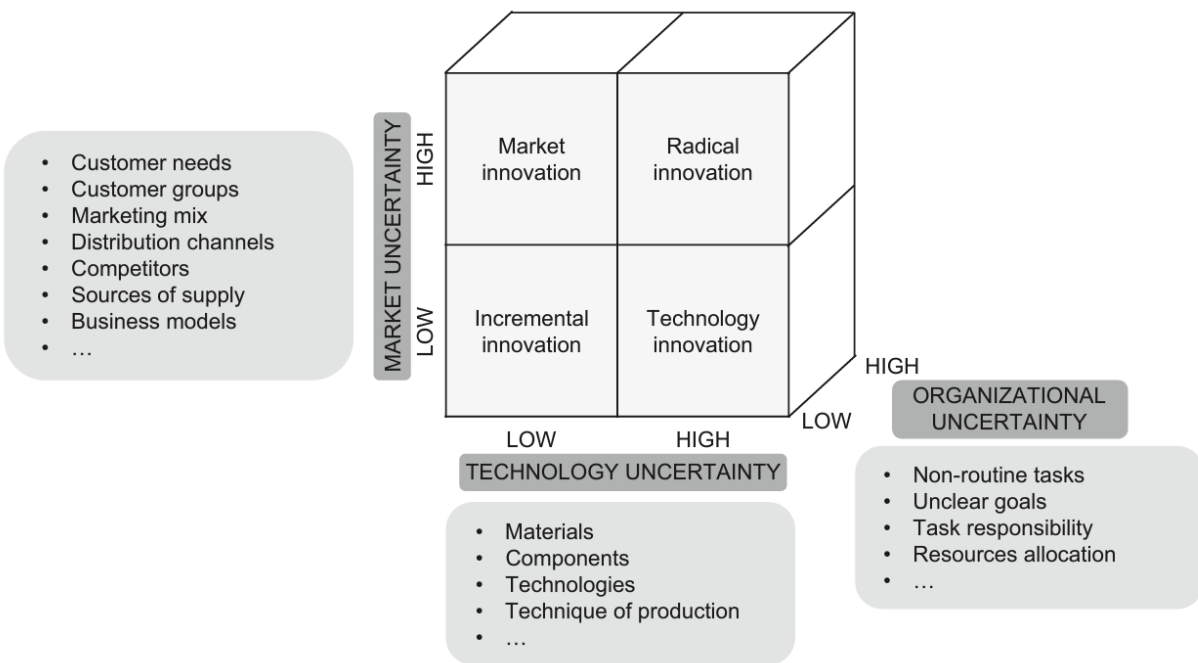 • Customer needs
• Customer groups
• Marketing mix
• Distribution channels
• Competitors
• Sources of supply
• Business models
• …
MARKET UNCERTAINTY
HIGH
LOW
Market
innovation
Radical
innovation
Incremental
innovation
Technology
innovation
LOW
HIGH
TECHNOLOGY UNCERTAINTY
• Materials
• Components
• Technologies
• Technique of production
• …
HIGH
LOW
ORGANIZATIONAL
UNCERTAINTY
• Non-routine tasks
• Unclear goals
• Task responsibility
• Resources allocation
• …